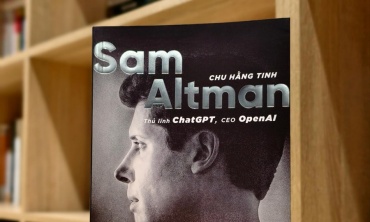 Sam
CHU HẰNG TINH
Altman
Thủ lĩnh ChatGPT, CEO OpenAI